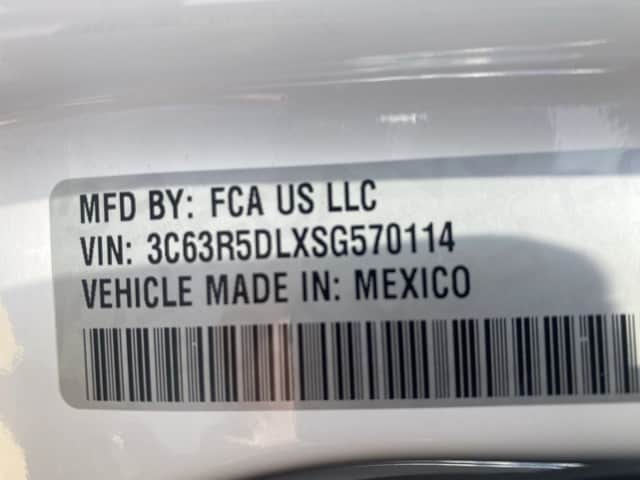 MFD BY: FCA US LLC
VIN: 3C63R5DLXSG570114
VEHICLE MADE IN: MEXICO